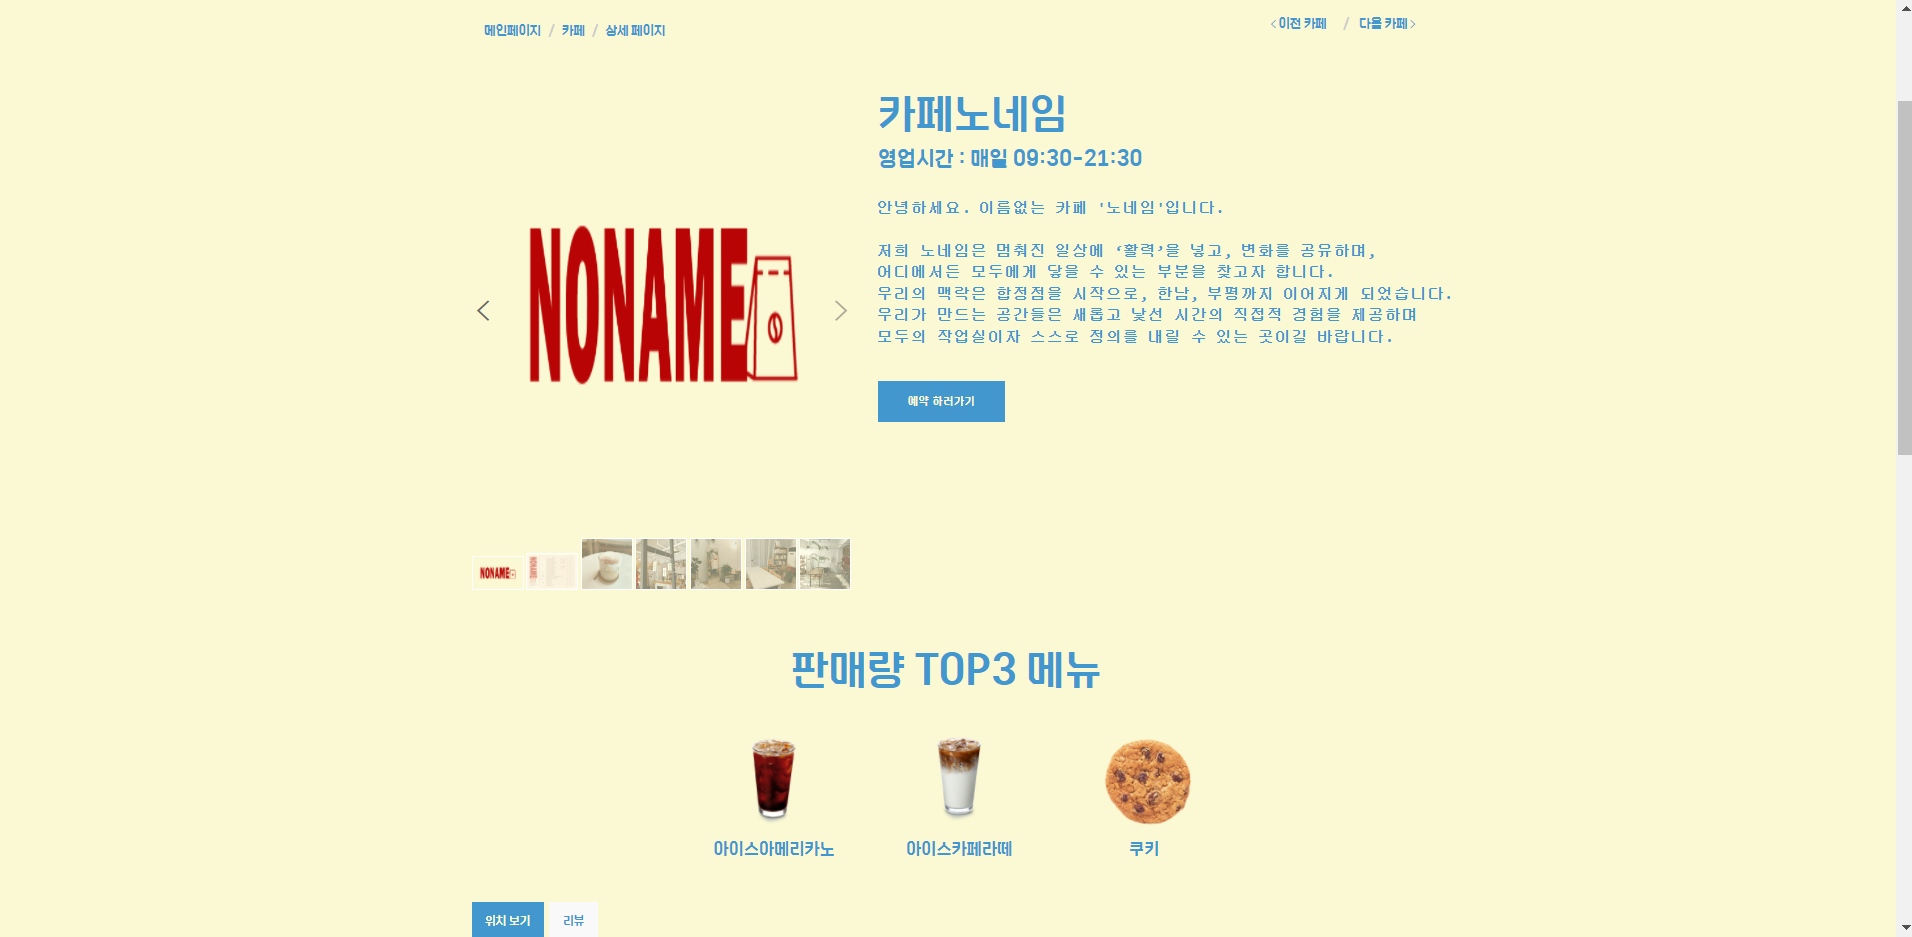 메인페이지 / 카페 / 상세 페이지
<이전 카페 / 다음 카페>
카페노네임
영업시간 : 매일 09:30-21:30
안녕하세요. 이름없는 카페 '노네임'입니다.
저희 노네임은 멈춰진 일상에 ‘활력’을 넣고, 변화를 공유하며,
어디에서든 모두에게 닿을 수 있는 부분을 찾고자 합니다.
우리의 맥락은 합정점을 시작으로, 한남, 부평까지 이어지게 되었습니다.
우리가 만드는 공간들은 새롭고 낯선 시간의 직접적 경험을 제공하며
모두의 작업실이자 스스로 정의를 내릴 수 있는 곳이길 바랍니다.
NONAME
예약 하러가기
NONAME
판매량 TOP3 메뉴
아이스아메리카노
아이스카페라떼
쿠키
위치 보기
리뷰